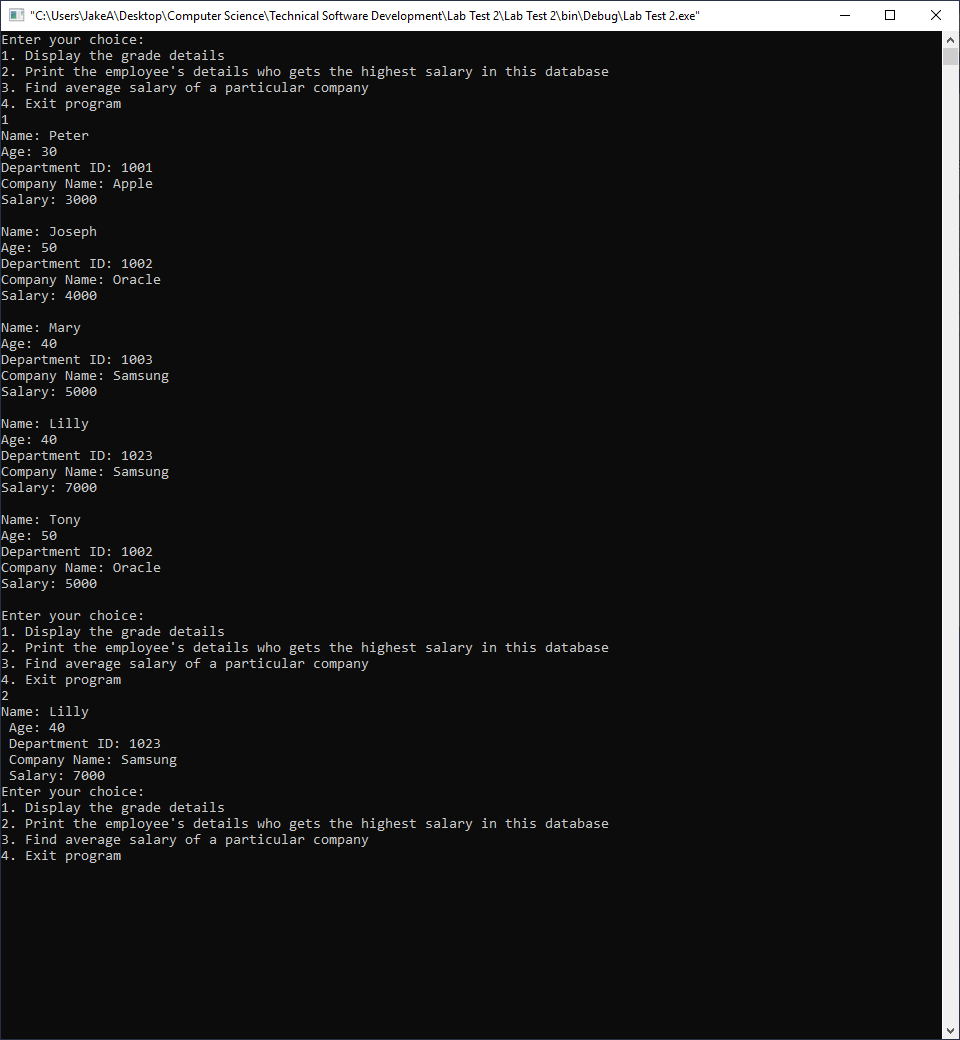 "C:\Users\JakeA\Desktop\Computer Science\Technical Software Development\Lab Test 2\Lab Test 2\bin\Debug\Lab Test 2.exe"
Enter your choice:
1. Display the grade details
2. Print the employee's details who gets the highest salary in this database
3. Find average salary of a particular company
4. Exit program
1
Name: Peter
Age: 30
Department ID: 1001
Company Name: Apple
Salary: 3000

Name: Joseph
Age: 50
Department ID: 1002
Company Name: Oracle
Salary: 4000

Name: Mary
Age: 40
Department ID: 1003
Company Name: Samsung
Salary: 5000

Name: Lilly
Age: 40
Department ID: 1023
Company Name: Samsung
Salary: 7000

Name: Tony
Age: 50
Department ID: 1002
Company Name: Oracle
Salary: 5000

Enter your choice:
1. Display the grade details
2. Print the employee's details who gets the highest salary in this database
3. Find average salary of a particular company
4. Exit program
2
Name: Lilly
 Age: 40
 Department ID: 1023
 Company Name: Samsung
 Salary: 7000
Enter your choice:
1. Display the grade details
2. Print the employee's details who gets the highest salary in this database
3. Find average salary of a particular company
4. Exit program